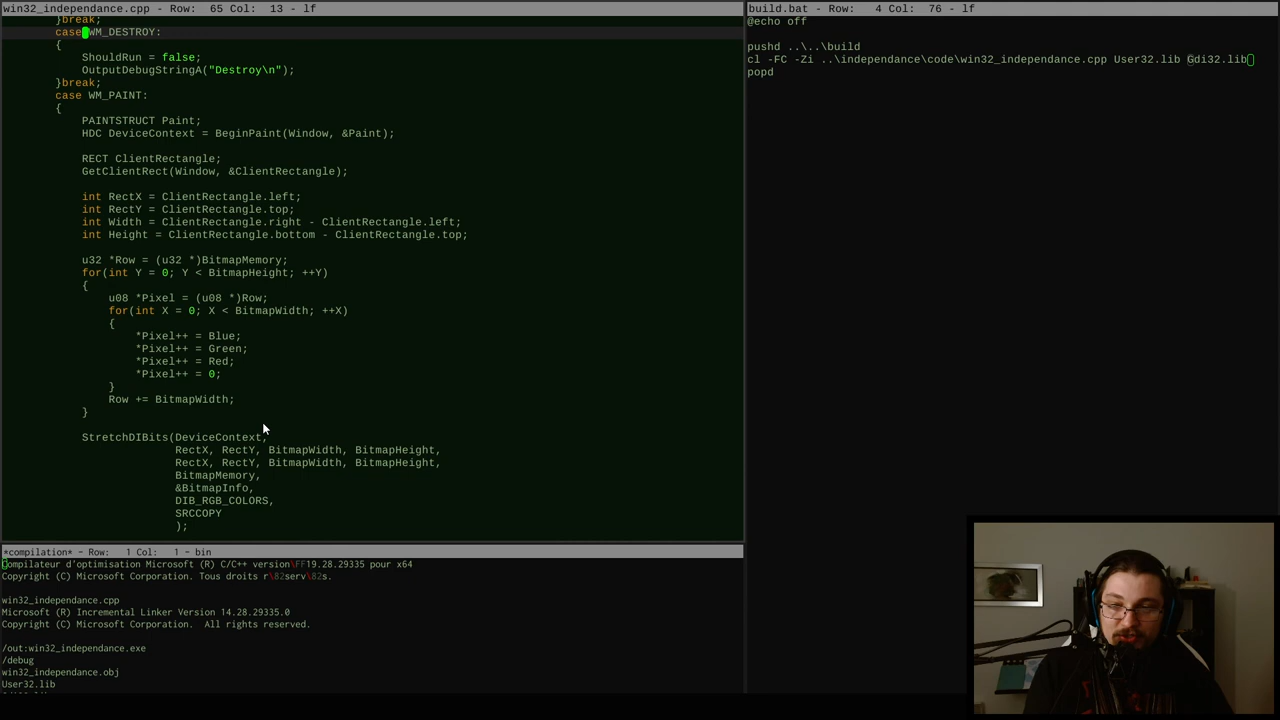 win32_independance.cpp - Row:  65 Col:  13 - lf
}break;
case WM_DESTROY:
{
ShouldRun = false;
OutputDebugStringA("Destroy\n");
}break;
case WM_PAINT:
{
PAINTSTRUCT Paint;
HDC DeviceContext = BeginPaint(Window, &Paint);
RECT ClientRectangle;
GetClientRect(Window, &ClientRectangle);
int RectX = ClientRectangle.left;
int RectY = ClientRectangle.top;
int Width = ClientRectangle.right - ClientRectangle.left;
int Height = ClientRectangle.bottom - ClientRectangle.top;
u32 *Row = (u32 *)BitmapMemory;
for(int Y = 0; Y < BitmapHeight; ++Y)
{
u08 *Pixel = (u08 *)Row;
for(int X = 0; X < BitmapWidth; ++X)
{
*Pixel++ = Blue;
*Pixel++ = Green;
*Pixel++ = Red;
*Pixel++ = 0;
}
Row += BitmapWidth;
}
StretchDIBits(DeviceContext,
RectX, RectY, BitmapWidth, BitmapHeight,
RectX, RectY, BitmapWidth, BitmapHeight,
BitmapMemory,
&BitmapInfo,
DIB_RGB_COLORS,
SRCCOPY
);
*compilation* - Row:   1 Col:   1 - bin
Compilateur d'optimisation Microsoft (R) C/C++ version\FF19.28.29335 pour x64
Copyright (C) Microsoft Corporation. Tous droits r\82serv\82s.
win32_independance.cpp
Microsoft (R) Incremental Linker Version 14.28.29335.0
Copyright (C) Microsoft Corporation.  All rights reserved.
/out:win32_independance.exe
/debug
win32_independance.obj
User32.lib
build.bat - Row:   4 Col:  76 - lf
@echo off
pushd ..\..\build
cl -FC -Zi ..\independance\code\win32_independance.cpp User32.lib Gdi32.lib
popd